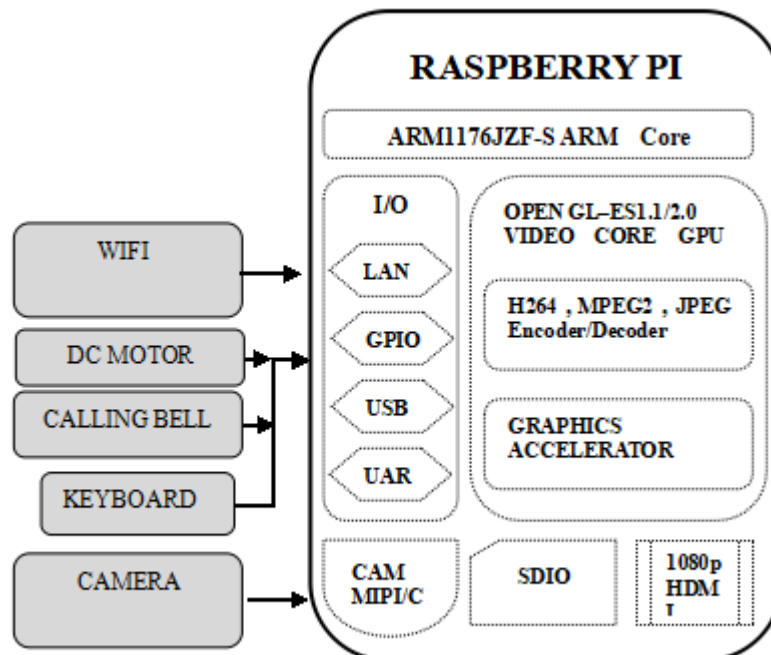 RASPBERRY PI
ARM1176JZF-S ARM Core
I/O
LAN
GPIO
USB
UAR
OPEN GL–ES1.1/2.0
VIDEO CORE GPU
H264 , MPEG2 , JPEG
Encoder/Decoder
GRAPHICS
ACCELERATOR
WIFI
DC MOTOR
CALLING BELL
KEYBOARD
CAMERA
CAM
MIPI/C
SDIO
1080p
HDM
I